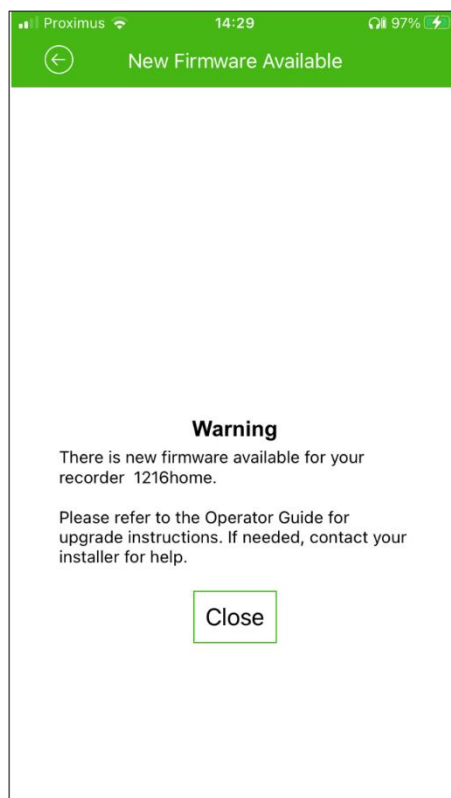 Proximus 14:29 97%
New Firmware Available
Warning
There is new firmware available for your
recorder  1216home.
Please refer to the Operator Guide for
upgrade instructions. If needed, contact your
installer for help.
Close